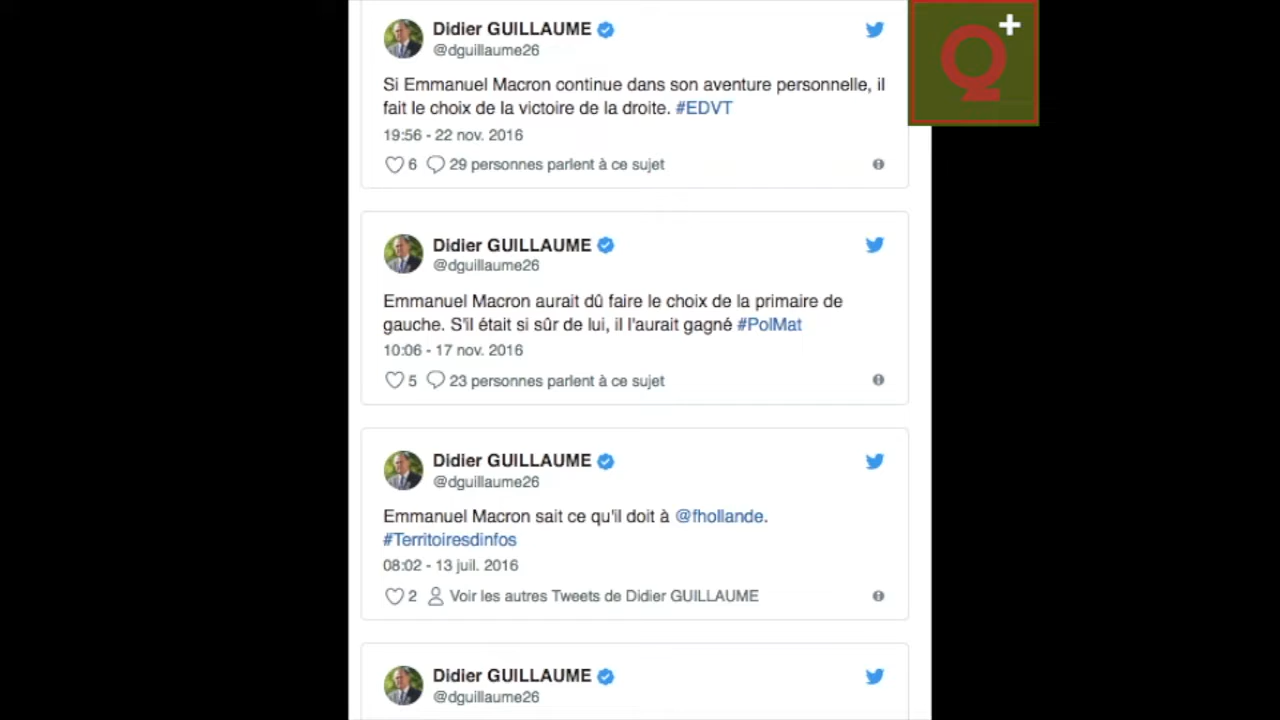 Didier GUILLAUME
@dguillaume26
Si Emmanuel Macron continue dans son aventure personnelle, il
fait le choix de la victoire de la droite. #EDVT
19:56 - 22 nov. 2016
6 29 personnes parlent à ce sujet
Didier GUILLAUME
@dguillaume26
Emmanuel Macron aurait dû faire le choix de la primaire de
gauche. S'il était si sûr de lui, il l'aurait gagné #PolMat
10:06 - 17 nov. 2016
5 23 personnes parlent à ce sujet
Didier GUILLAUME
@dguillaume26
Emmanuel Macron sait ce qu'il doit à @fhollande.
#Territoiresdinfos
08:02 - 13 juil. 2016
2 Voir les autres Tweets de Didier GUILLAUME
Didier GUILLAUME
@dguillaume26
Q+